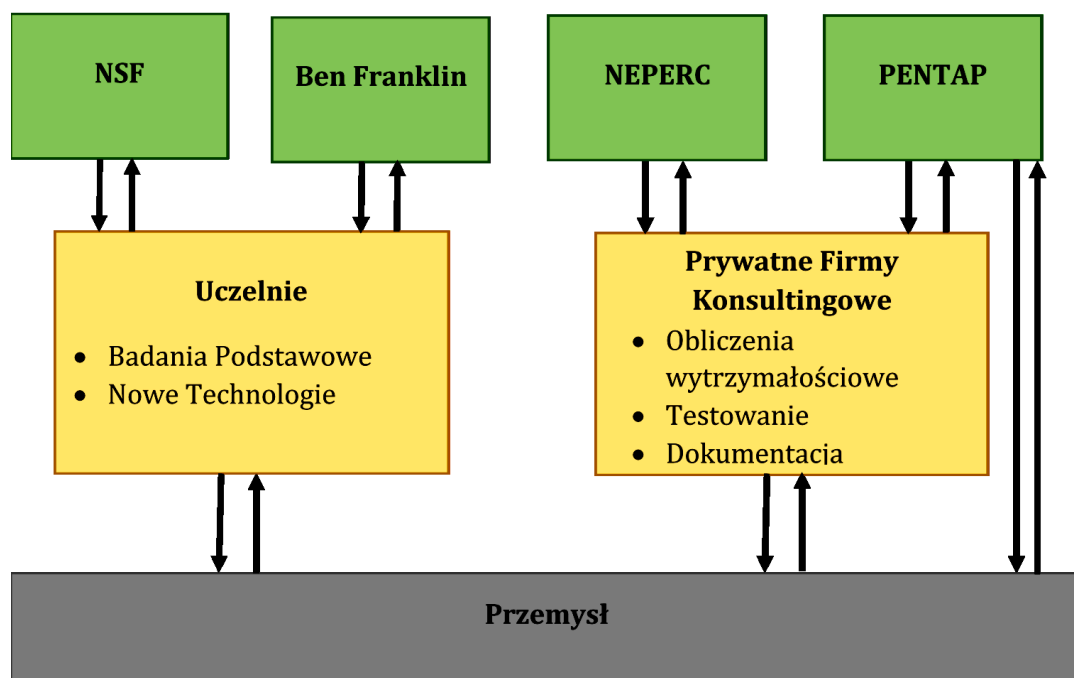 NSF
Ben Franklin
NEPERC
PENTAP
Uczelnie
• Badania Podstawowe
• Nowe Technologie
Prywatne Firmy
Konsultingowe
• Obliczenia
wytrzymałościowe
• Testowanie
• Dokumentacja
Przemysł